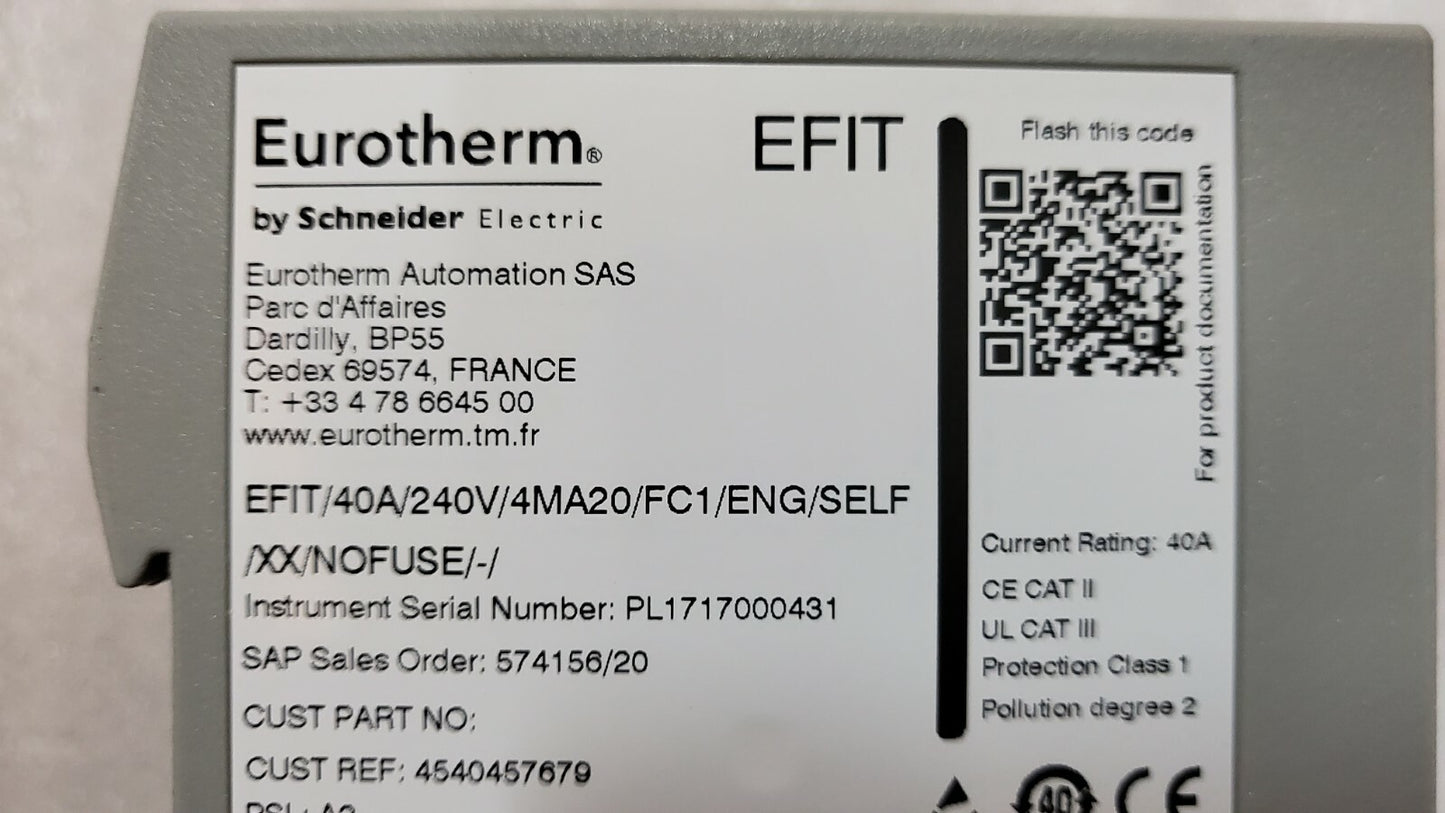 Eurotherm®
by Schneider Electric
EFIT
Eurotherm Automation SAS
Parc d'Affaires
Dardilly, BP55
Cedex 69574, FRANCE
T: +33 4 78 6645 00
www.eurotherm.tm.fr
EFIT/40A/240V/4MA20/FC1/ENG/SELF
/XX/NOFUSE/-/
Instrument Serial Number: PL1717000431
SAP Sales Order: 574156/20
CUST PART NO:
CUST REF: 4540457679
Flash this code
For product documentation
Current Rating: 40A
CE CAT II
UL CAT III
Protection Class 1
Pollution degree 2
40
CE